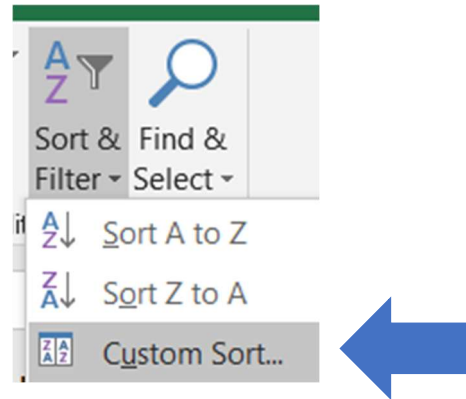 Sort & Find &
Filter Select
Sort A to Z
Sort Z to A
Custom Sort...